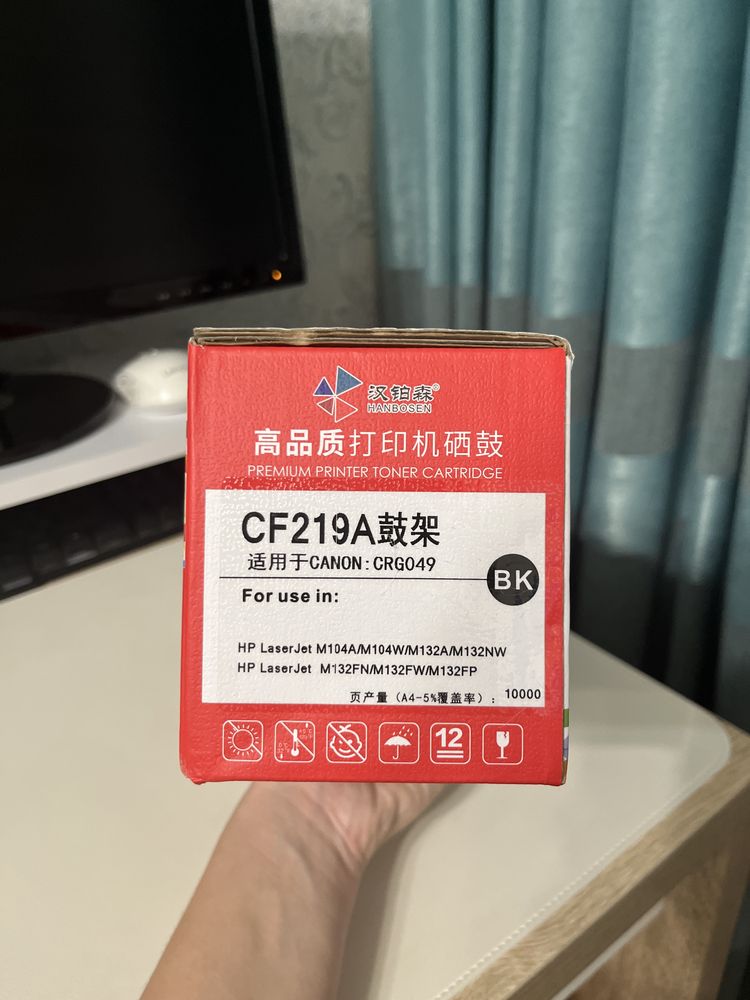 汉铂森®
HANBOSEN
高品质打印机硒鼓
PREMIUM PRINTER TONER CARTRIDGE
CF219A鼓架
适用于CANON:CRG049
BK
For use in:
HP LaserJet M104A/M104W/M132A/M132NW
HP LaserJet M132FN/M132FW/M132FP
页产量（A4-5%覆盖率）：10000
12